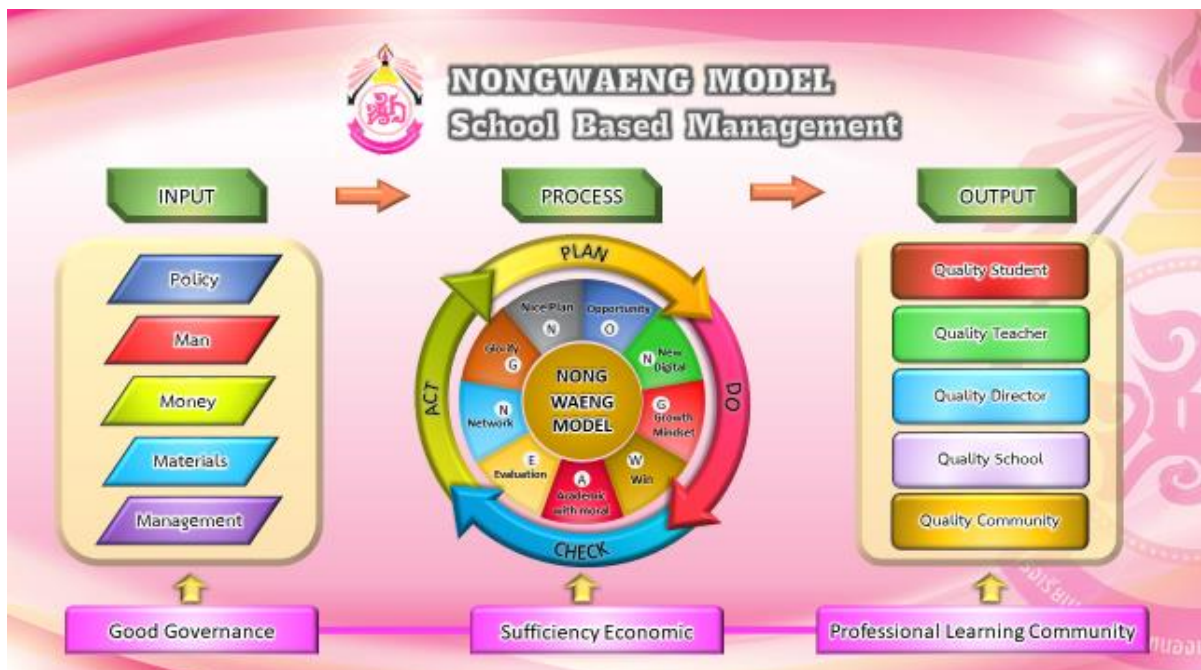 NONGWAENG MODEL
School Based Management
INPUT
PROCESS
OUTPUT
Policy
Man
Money
Materials
Management
PLAN
DO
CHECK
ACT
Nice Plan
N
Opportunity
O
N New
Digital
G
Growth
Mindset
W
Win
A
Academic
with moral
E
Evaluation
N
Network
Glorify
G
NONG
WAENG
MODEL
Quality Student
Quality Teacher
Quality Director
Quality School
Quality Community
Good Governance
Sufficiency Economic
Professional Learning Community